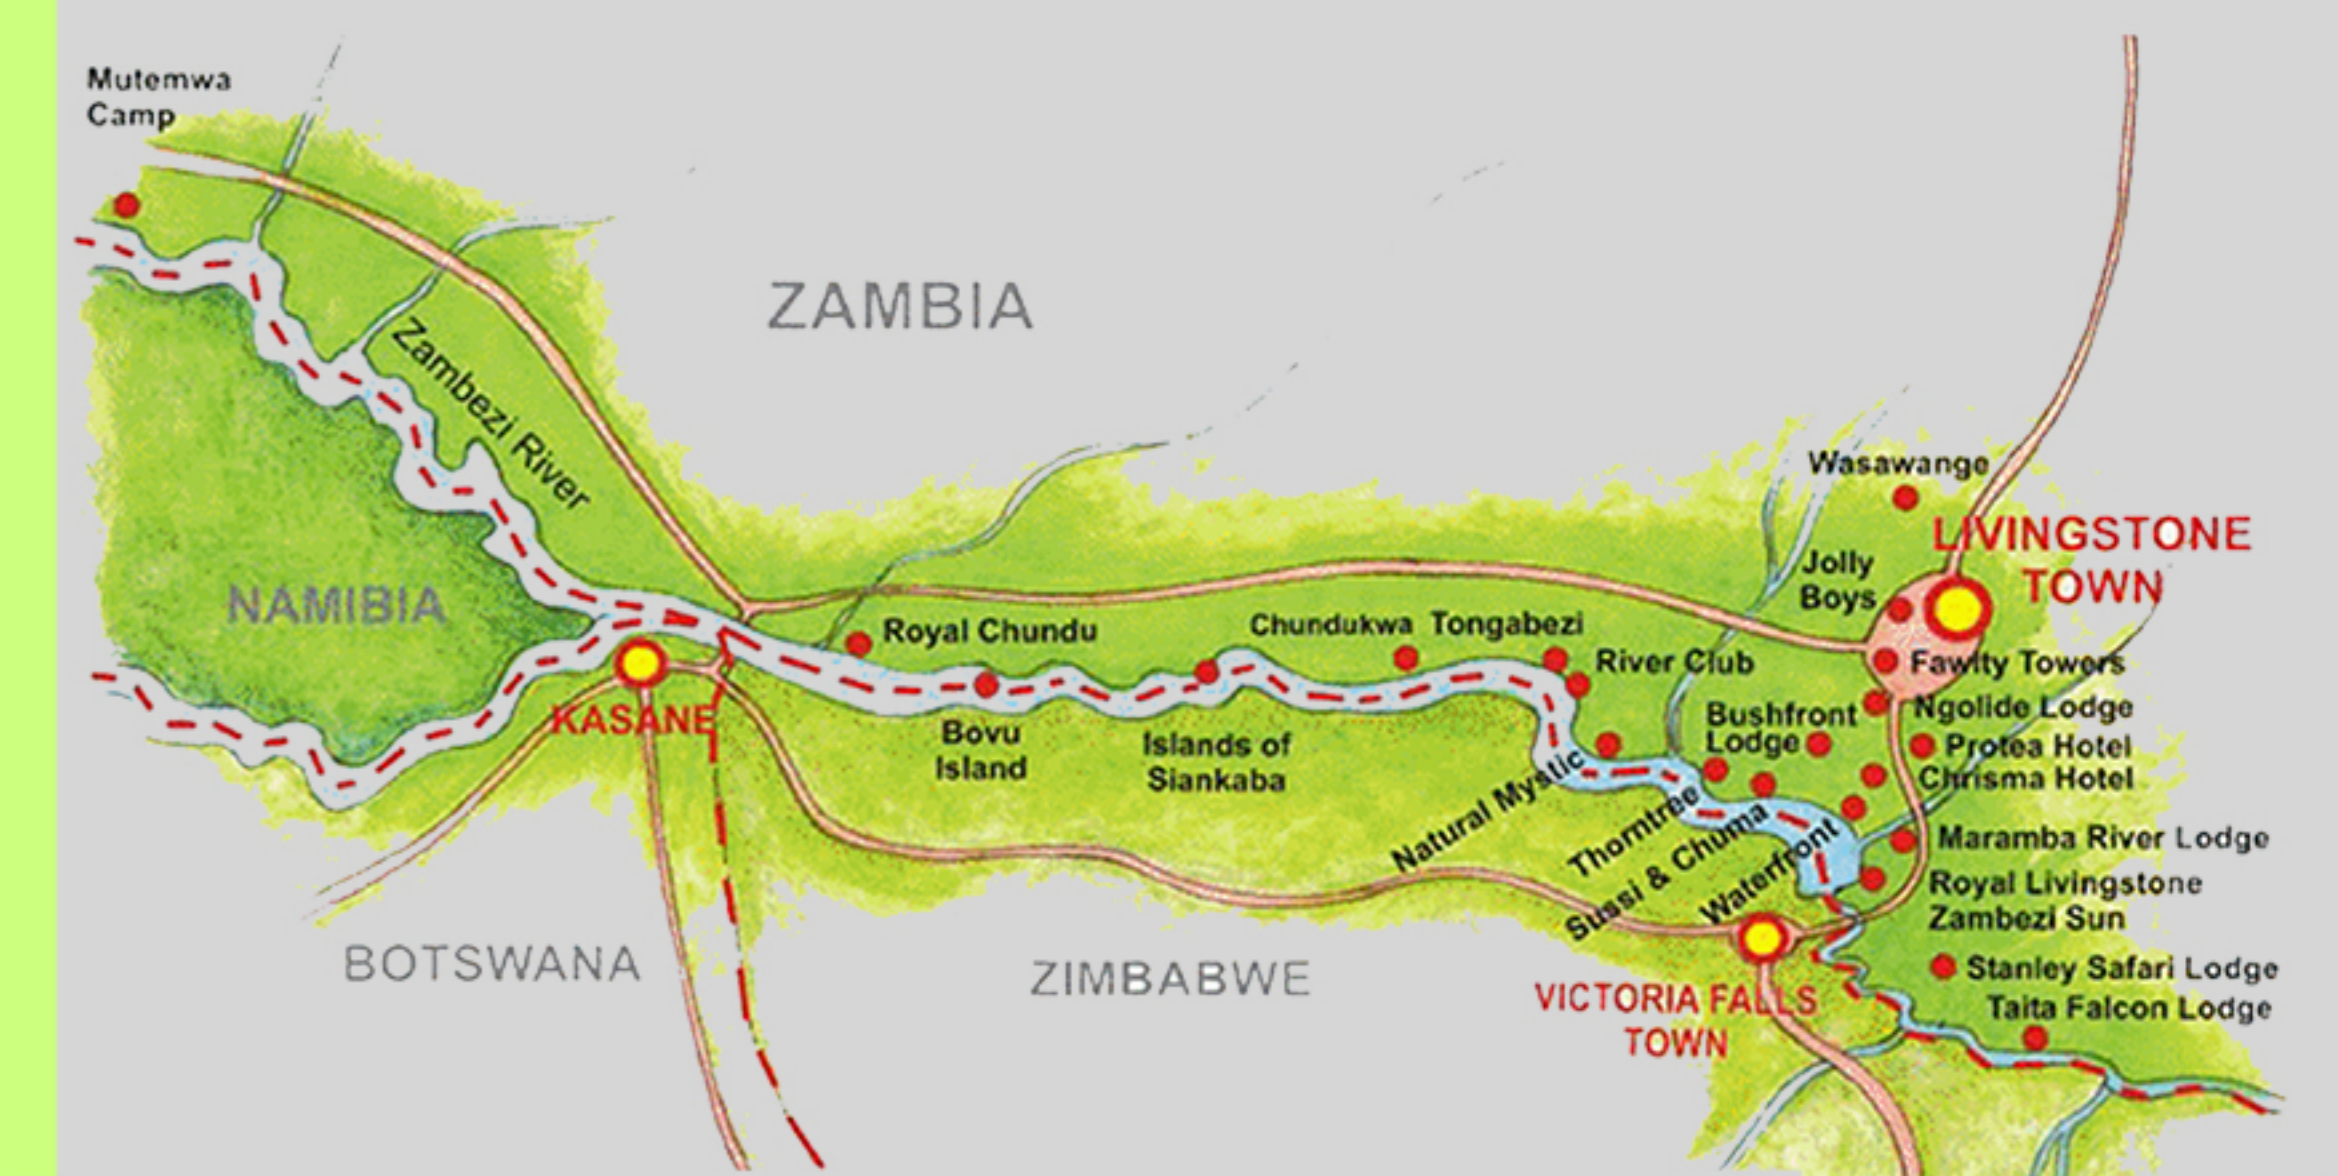 Mutemwa
Camp
ZAMBIA
Zambezi River
Wasawange
LIVINGSTONE
TOWN
Jolly
Boys
NAMIBIA
Royal Chundu
Chundukwa
Tongabezi
River Club
Fawlty Towers
KASANE
Bovu
Island
Islands of
Siankaba
Bushfront
Lodge
Ngolide Lodge
Protea Hotel
Chrisma Hotel
Natural Mystic
Thorntree
Sussi & Chuma
Waterfront
Maramba River Lodge
Royal Livingstone
Zambezi Sun
BOTSWANA
ZIMBABWE
Stanley Safari Lodge
VICTORIA FALLS
TOWN
Taita Falcon Lodge